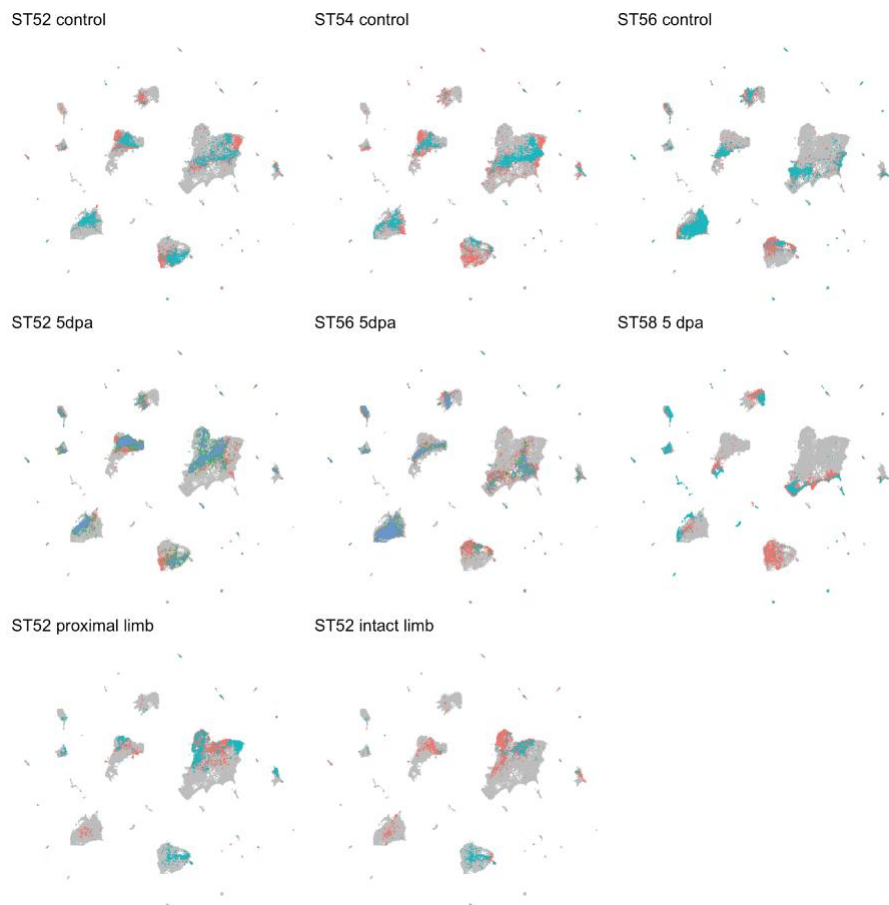 ST52 control
ST54 control
ST56 control
ST52 5dpa
ST56 5dpa
ST58 5 dpa
ST52 proximal limb
ST52 intact limb